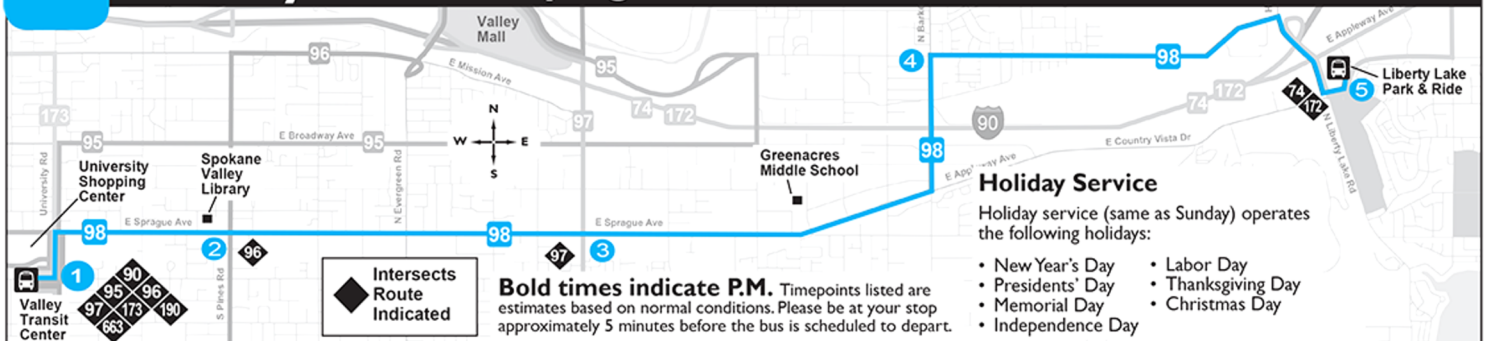 Valley
Mall
96
95
E Mission Ave
N Barke
4
98
E Appleway Ave
Liberty Lake
Park & Ride
5
74
172
173
97
74
172
90
74
172
E Country Vista Dr
N Liberty Lake Rd
N
W
E
S
95
E Broadway Ave
95
University Rd
University
Shopping
Center
Spokane
Valley
Library
N Evergreen Rd
Greenacres
Middle School
98
98
E Sprague Ave
2
96
98
E Sprague Ave
97
3
1
Valley
Transit
Center
90
95
96
97
173
190
663
S Pines Rd
Intersects
Route
Indicated
Bold times indicate P.M. Timepoints listed are
estimates based on normal conditions. Please be at your stop
approximately 5 minutes before the bus is scheduled to depart.
Holiday Service
Holiday service (same as Sunday) operates
the following holidays:
• New Year's Day
• Presidents' Day
• Memorial Day
• Independence Day
• Labor Day
• Thanksgiving Day
• Christmas Day